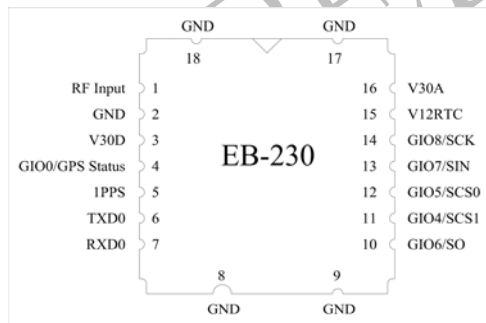 GND GND
18 17
RF Input 1 16 V30A
GND 2 15 V12RTC
V30D 3 14 GIO8/SCK
GIO0/GPS Status 4 EB-230 13 GIO7/SIN
1PPS 5 12 GIO5/SCS0
TXD0 6 11 GIO4/SCS1
RXD0 7 10 GIO6/SO
8 9
GND GND